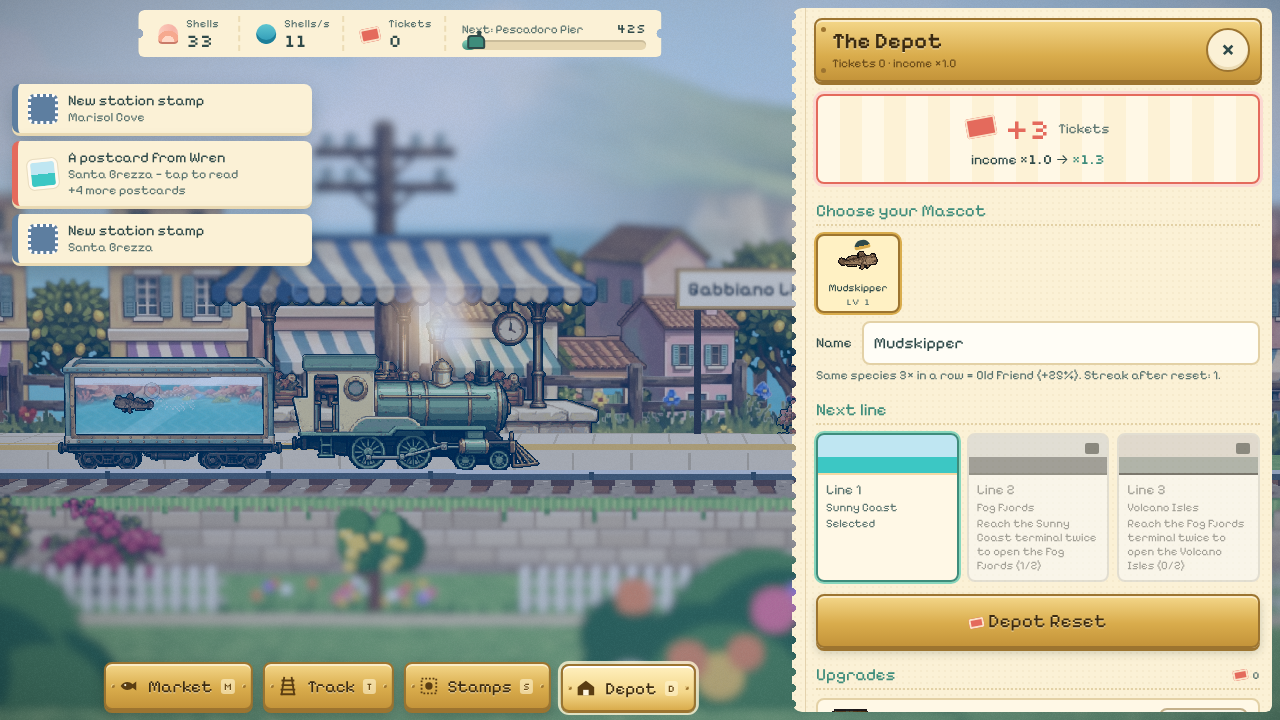 Shells
33
Shells/s
11
Tickets
0
Next: Pescadoro Pier
42s
New station stamp
Marisol Cove
A postcard from Wren
Santa Brezza – tap to read
+4 more postcards
New station stamp
Santa Brezza
Gabbiano
The Depot
Tickets 0 · income ×1.0
+3 Tickets
income ×1.0 → ×1.3
Choose your Mascot
Mudskipper
LV 1
Name
Mudskipper
Same species 3× in a row = Old Friend (+25%). Streak after reset: 1.
Next line
Line 1
Sunny Coast
Selected
Line 2
Fog Fjords
Reach the Sunny
Coast terminal twice
to open the Fog
Fjords (1/2)
Line 3
Volcano Isles
Reach the Fog Fjords
terminal twice to
open the Volcano
Isles (0/2)
Depot Reset
Upgrades
0
Market M
Track T
Stamps S
Depot D